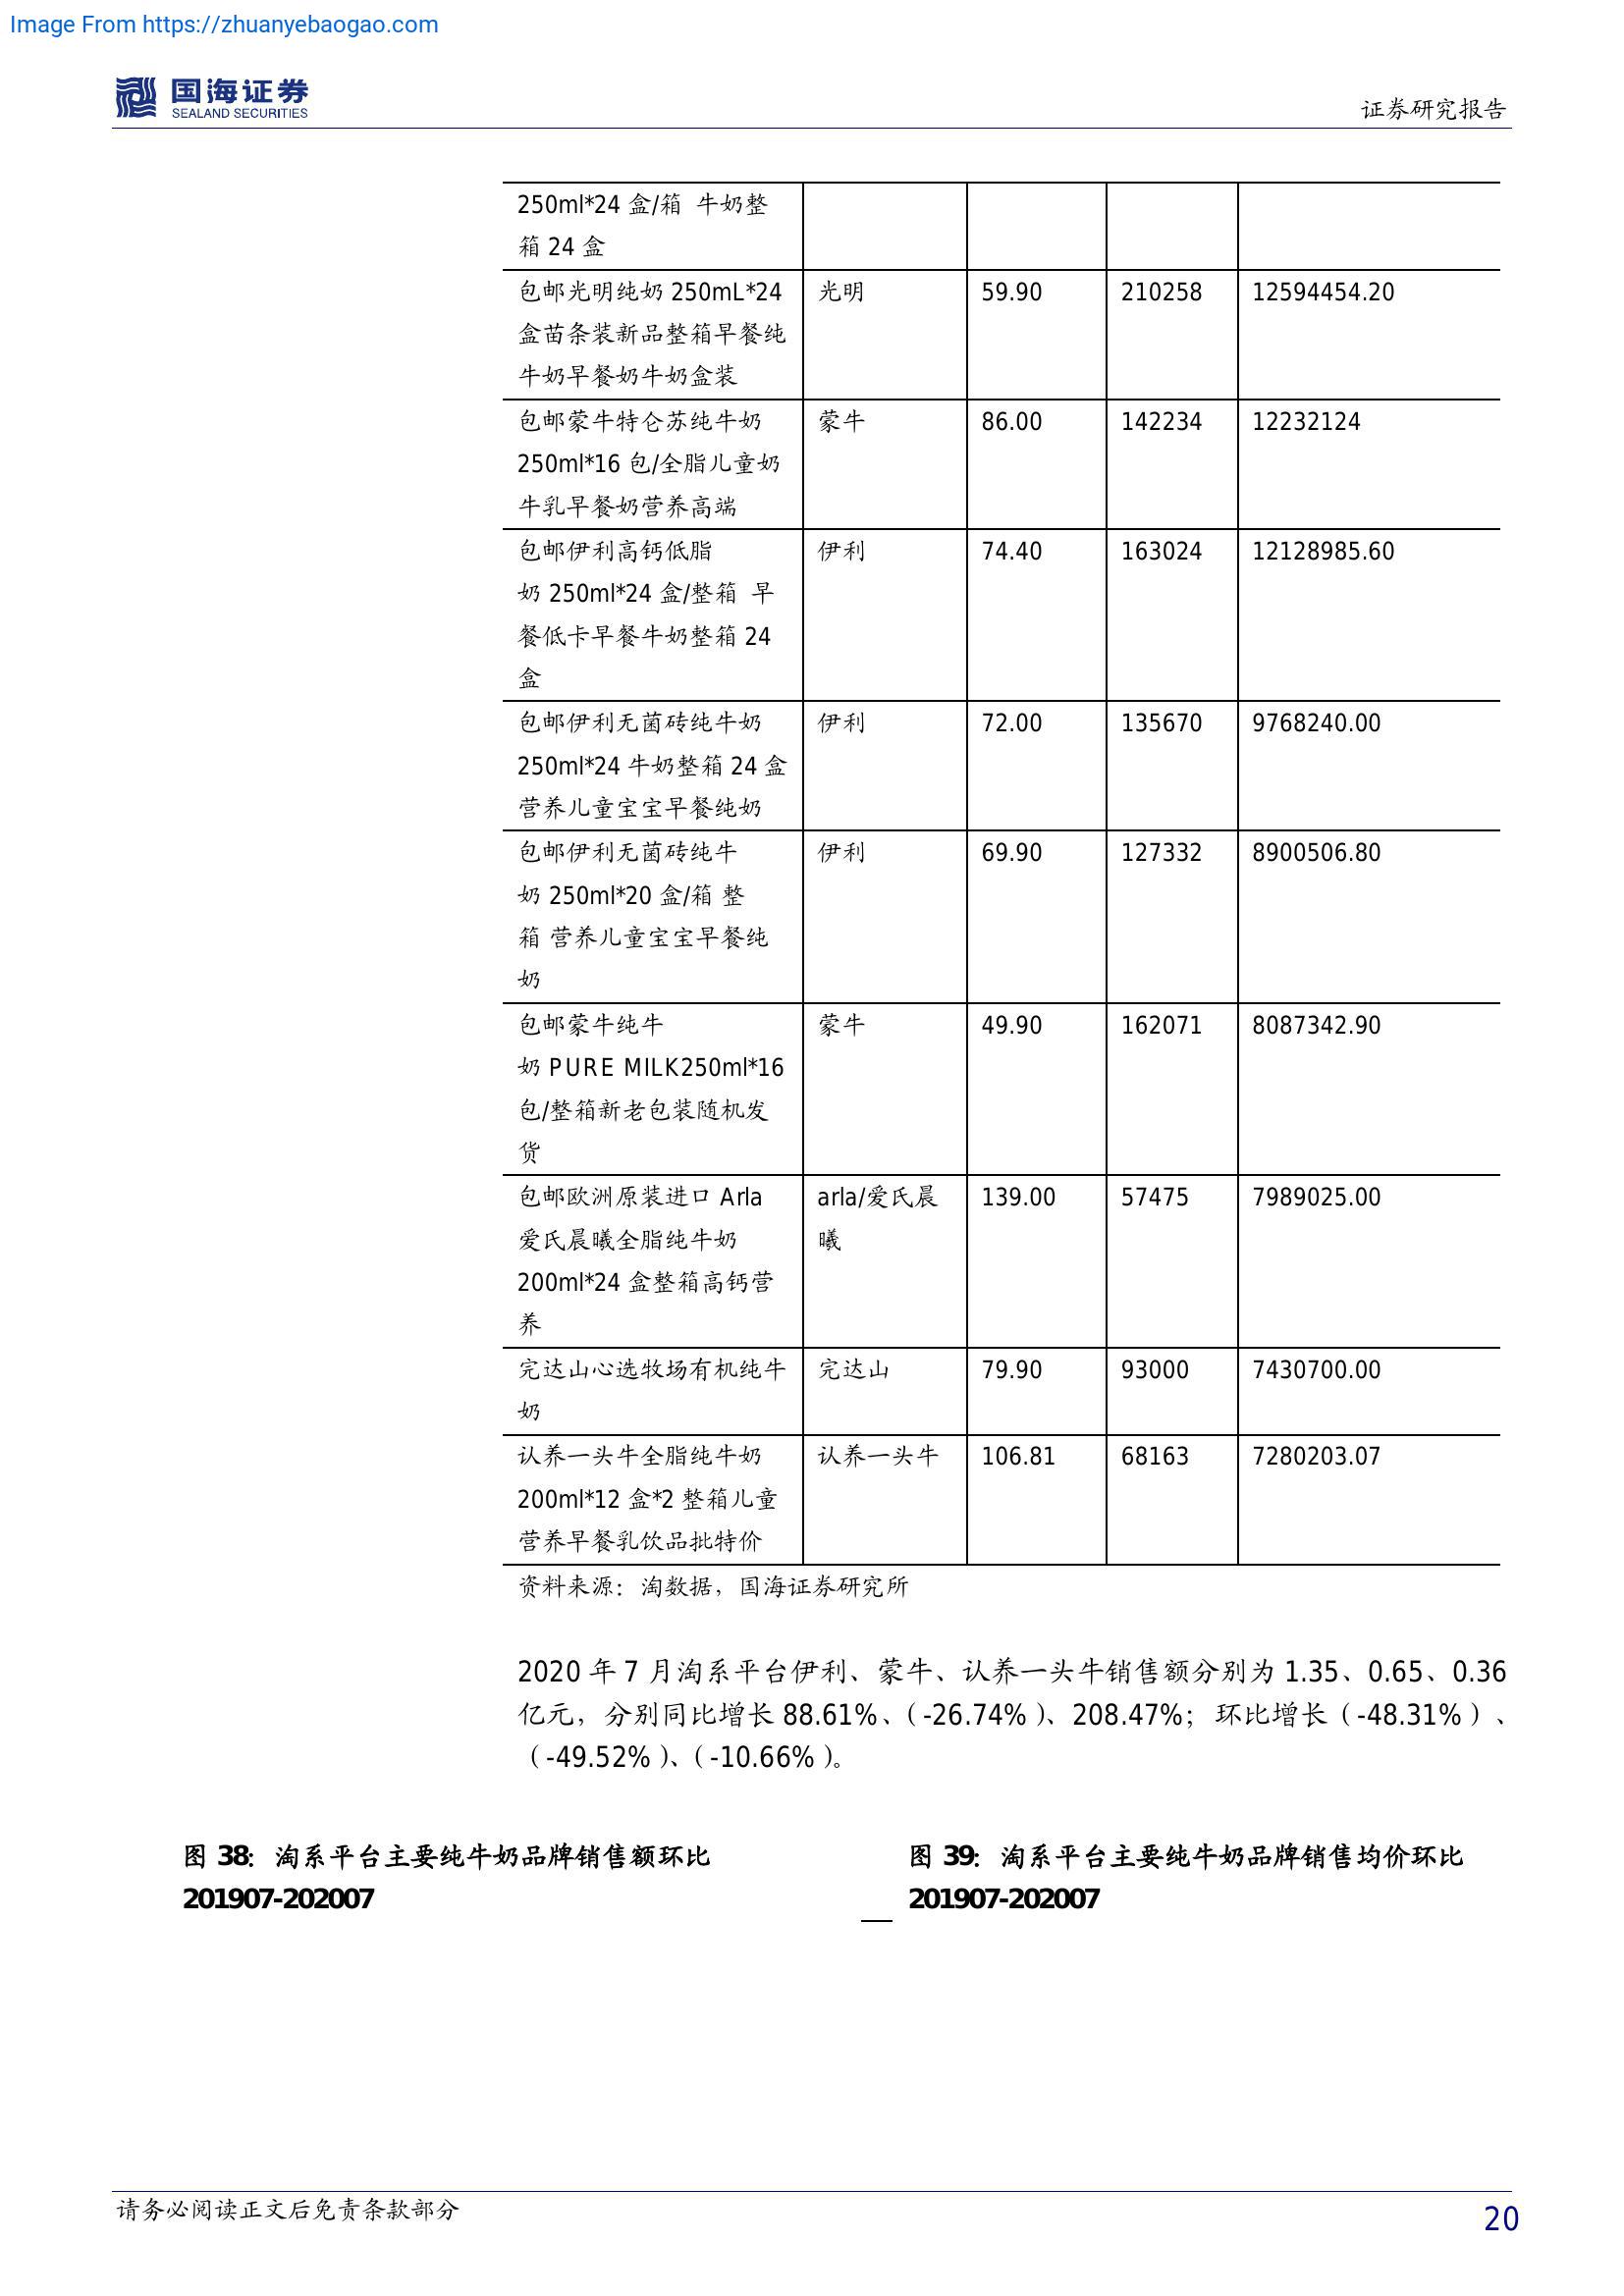 Image From https://zhuanyebaogao.com
国海证券
SEALAND SECURITIES
证券研究报告
250ml*24 盒/箱 牛奶整
箱 24 盒
包邮光明纯奶 250mL*24 光明 59.90 210258 12594454.20
盒苗条装新品整箱早餐纯
牛奶早餐奶牛奶盒装
包邮蒙牛特仑苏纯牛奶 蒙牛 86.00 142234 12232124
250ml*16 包/全脂儿童奶
牛乳早餐奶营养高端
包邮伊利高钙低脂 伊利 74.40 163024 12128985.60
奶 250ml*24 盒/整箱 早
餐低卡早餐牛奶整箱 24
盒
包邮伊利无菌砖纯牛奶 伊利 72.00 135670 9768240.00
250ml*24 牛奶整箱 24 盒
营养儿童宝宝早餐纯奶
包邮伊利无菌砖纯牛 伊利 69.90 127332 8900506.80
奶 250ml*20 盒/箱 整
箱 营养儿童宝宝早餐纯
奶
包邮蒙牛纯牛 蒙牛 49.90 162071 8087342.90
奶 PURE MILK250ml*16
包/整箱新老包装随机发
货
包邮欧洲原装进口 Arla arla/爱氏晨 139.00 57475 7989025.00
爱氏晨曦全脂纯牛奶 曦
200ml*24 盒整箱高钙营
养
完达山心选牧场有机纯牛 完达山 79.90 93000 7430700.00
奶
认养一头牛全脂纯牛奶 认养一头牛 106.81 68163 7280203.07
200ml*12 盒*2 整箱儿童
营养早餐乳饮品批特价
资料来源：淘数据，国海证券研究所
2020 年 7 月淘系平台伊利、蒙牛、认养一头牛销售额分别为 1.35、0.65、0.36
亿元，分别同比增长 88.61%、（-26.74%）、208.47%；环比增长（-48.31%）、
（-49.52%）、（-10.66%）。
图 38：淘系平台主要纯牛奶品牌销售额环比
201907-202007
图 39：淘系平台主要纯牛奶品牌销售均价环比
201907-202007
请务必阅读正文后免责条款部分
20